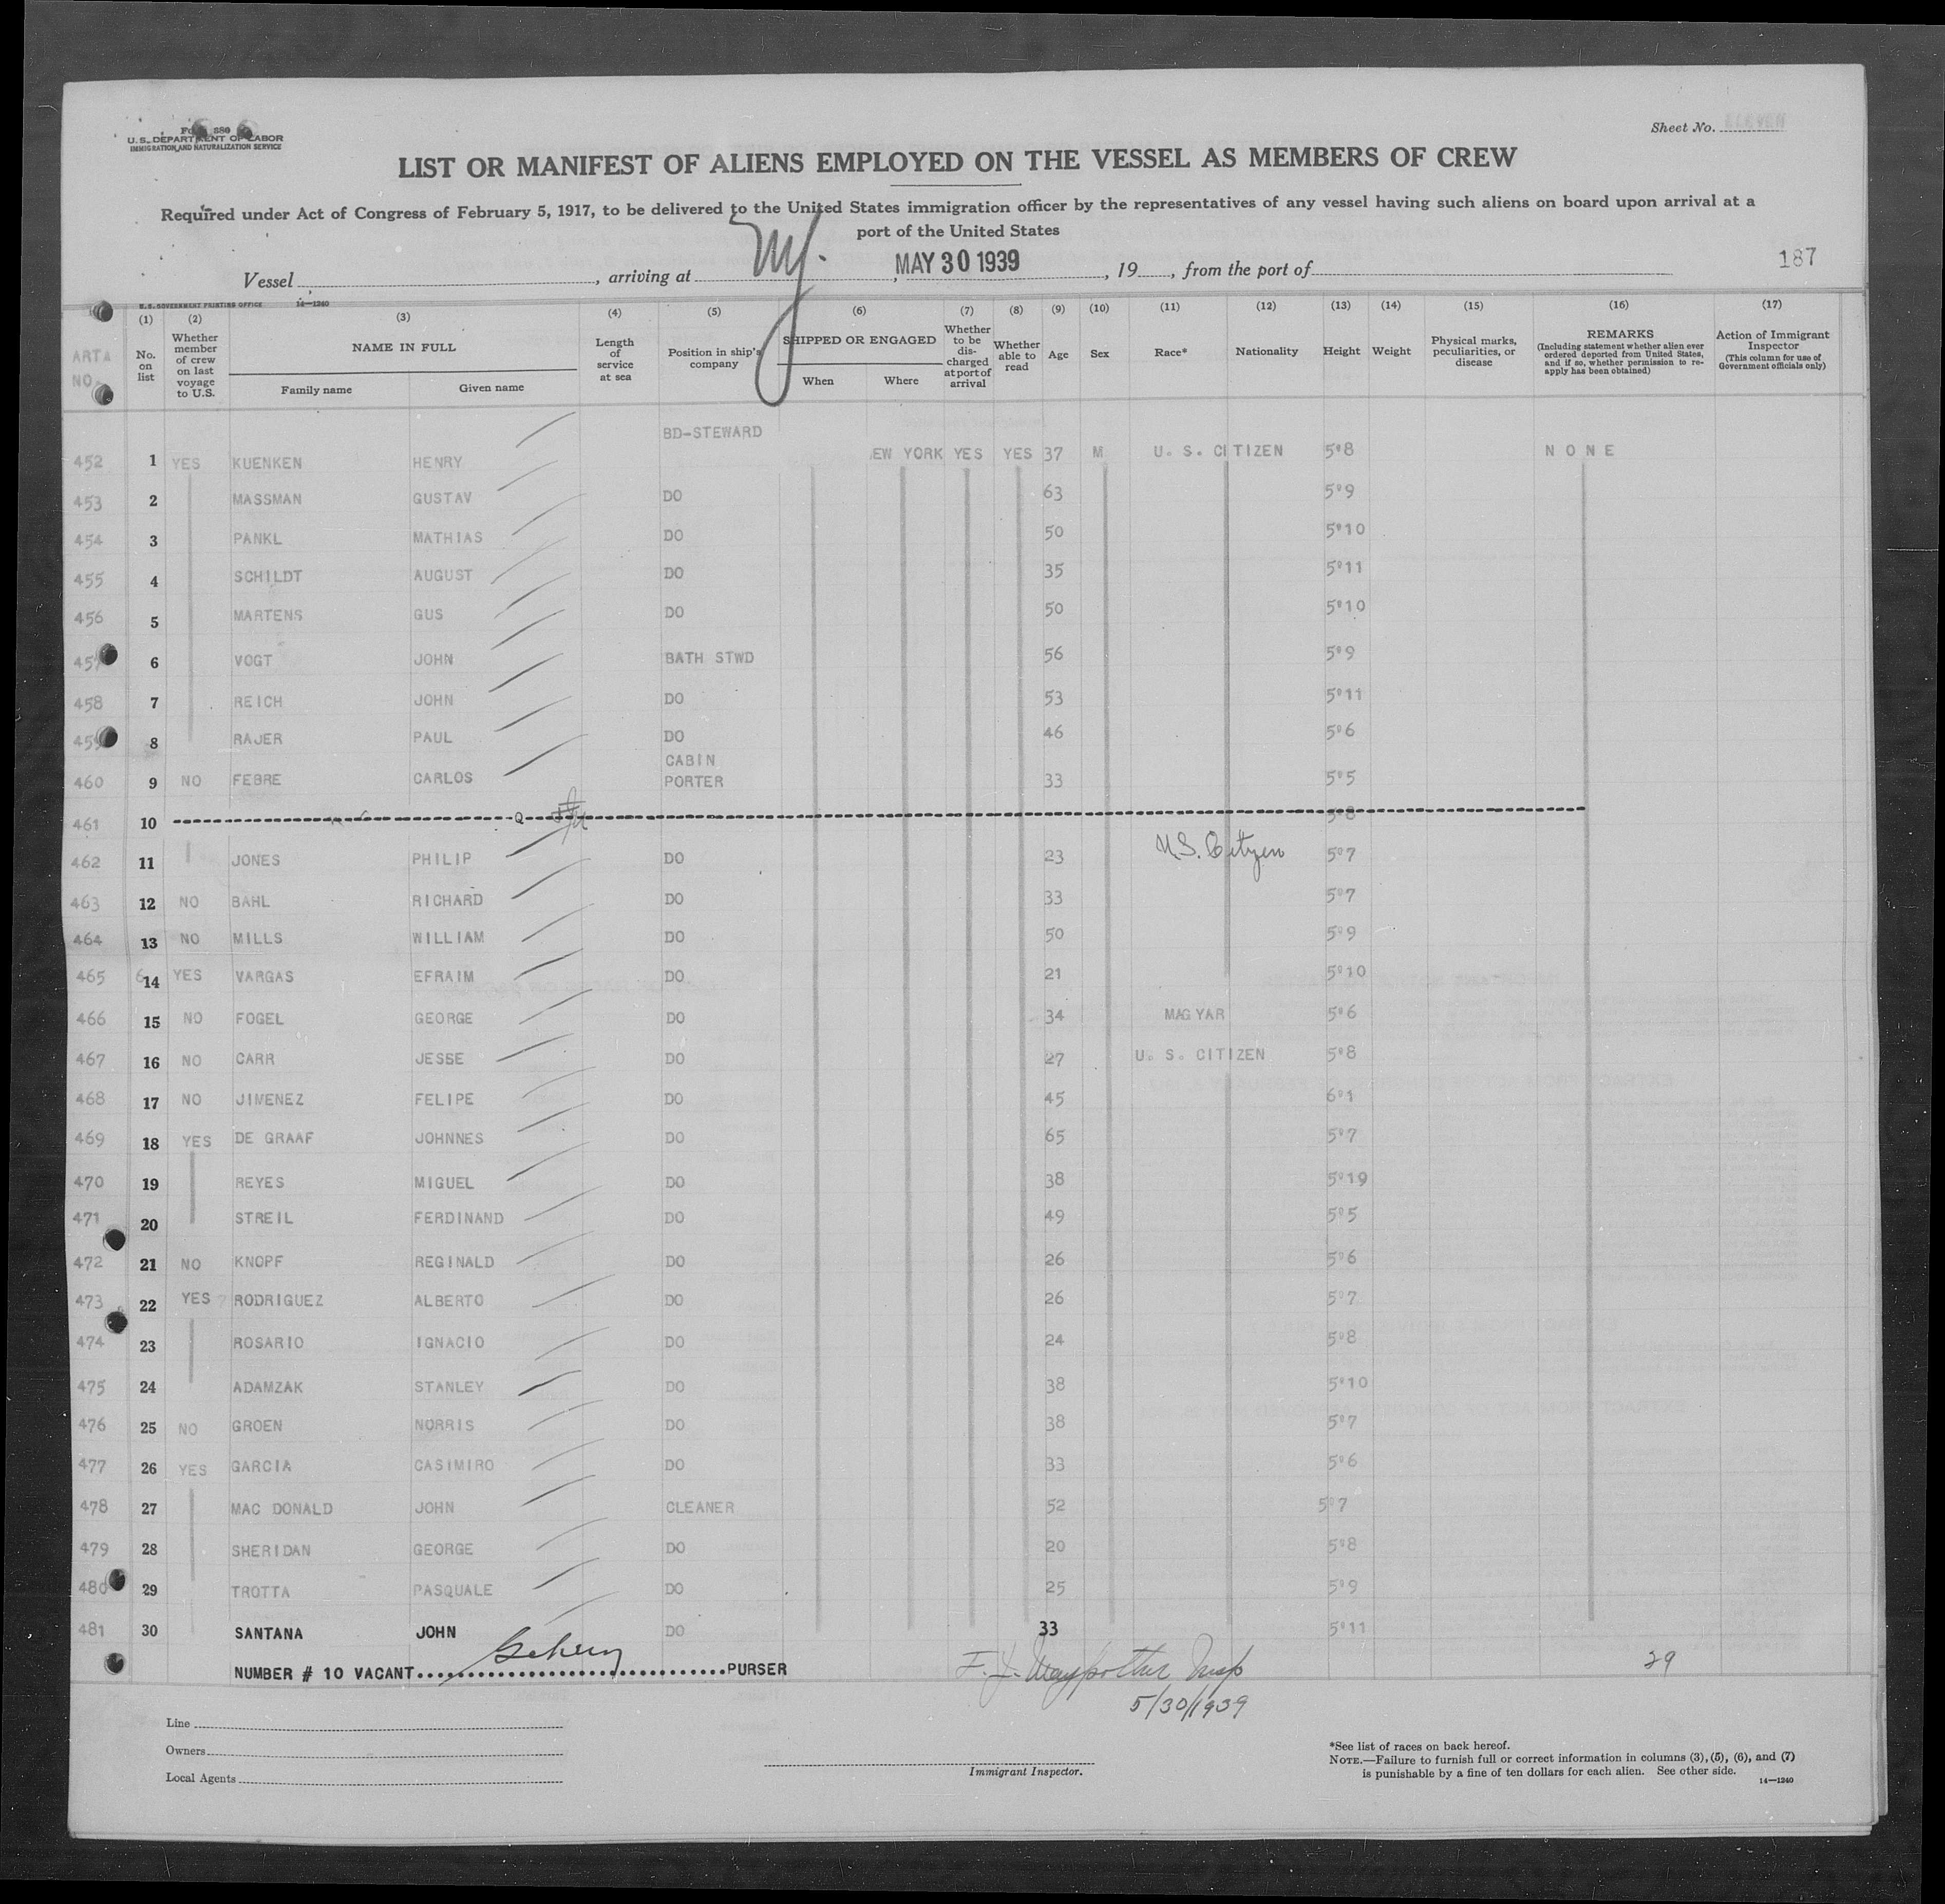 Form 680
U. S. DEPARTMENT OF LABOR
IMMIGRATION AND NATURALIZATION SERVICE
Sheet No. ELEVEN
LIST OR MANIFEST OF ALIENS EMPLOYED ON THE VESSEL AS MEMBERS OF CREW
Required under Act of Congress of February 5, 1917, to be delivered to the United States immigration officer by the representatives of any vessel having such aliens on board upon arrival at a
port of the United States
Vessel , arriving at NY. , MAY 30 1939 , 19 , from the port of
187
U.S. GOVERNMENT PRINTING OFFICE 14—1240
(1) (2) (3) (4) (5) (6) (7) (8) (9) (10) (11) (12) (13) (14) (15) (16) (17)
ARTA NO. No. on list Whether member of crew on last voyage to U.S. NAME IN FULL Family name Given name Length of service at sea Position in ship's company SHIPPED OR ENGAGED When Where Whether to be discharged at port of arrival Whether able to read Age Sex Race* Nationality Height Weight Physical marks, peculiarities, or disease REMARKS (Including statement whether alien ever ordered deported from United States, and if so, whether permission to reapply has been obtained) Action of Immigrant Inspector (This column for use of Government officials only)
452 1 YES KUENKEN HENRY BD-STEWARD EW YORK YES YES 37 M U. S. CITIZEN 5"8 NONE
453 2 MASSMAN GUSTAV DO 63 5"9
454 3 PANKL MATHIAS DO 50 5"10
455 4 SCHILDT AUGUST DO 35 5"11
456 5 MARTENS GUS DO 50 5"10
457 6 VOGT JOHN BATH STWD 56 5"9
458 7 REICH JOHN DO 53 5"11
459 8 RAJER PAUL DO 46 5"6
460 9 NO FEBRE CARLOS CABIN PORTER 33 5"5
461 10 5"8
462 11 JONES PHILIP DO 23 U.S. Citizen 5"7
463 12 NO BAHL RICHARD DO 33 5"7
464 13 NO MILLS WILLIAM DO 50 5"9
465 14 YES VARGAS EFRAIM DO 21 5"10
466 15 NO FOGEL GEORGE DO 34 MAGYAR 5"6
467 16 NO CARR JESSE DO 27 U. S. CITIZEN 5"8
468 17 NO JIMENEZ FELIPE DO 45 6"1
469 18 YES DE GRAAF JOHNNES DO 65 5"7
470 19 REYES MIGUEL DO 38 5"19
471 20 STREIL FERDINAND DO 49 5"5
472 21 NO KNOPF REGINALD DO 26 5"6
473 22 YES RODRIGUEZ ALBERTO DO 26 5"7
474 23 ROSARIO IGNACIO DO 24 5"8
475 24 ADAMZAK STANLEY DO 38 5"10
476 25 NO GROEN NORRIS DO 38 5"7
477 26 YES GARCIA CASIMIRO DO 33 5"6
478 27 MAC DONALD JOHN CLEANER 52 5"7
479 28 SHERIDAN GEORGE DO 20 5"8
480 29 TROTTA PASQUALE DO 25 5"9
481 30 SANTANA JOHN DO 33 5"11
NUMBER # 10 VACANT PURSER
Insp 29
5/30/1939
Line
Owners
Local Agents
Immigrant Inspector.
*See list of races on back hereof.
NOTE.—Failure to furnish full or correct information in columns (3), (5), (6), and (7)
is punishable by a fine of ten dollars for each alien. See other side.
14—1240